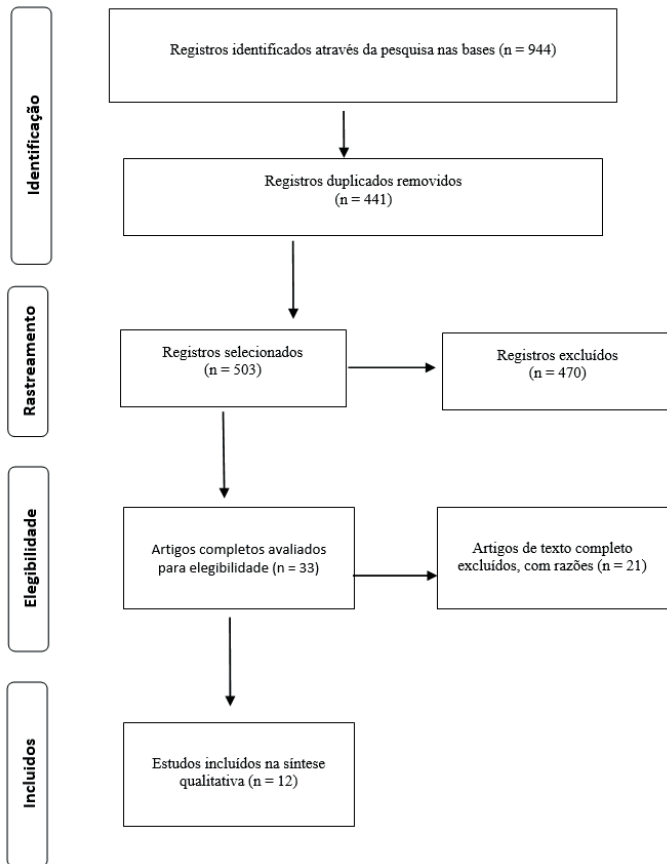 Identificação
Registros identificados através da pesquisa nas bases (n = 944)
Registros duplicados removidos
(n = 441)
Rastreamento
Registros selecionados
(n = 503)
Registros excluídos
(n = 470)
Elegibilidade
Artigos completos avaliados
para elegibilidade (n = 33)
Artigos de texto completo
excluídos, com razões (n = 21)
Incluidos
Estudos incluídos na síntese
qualitativa (n = 12)